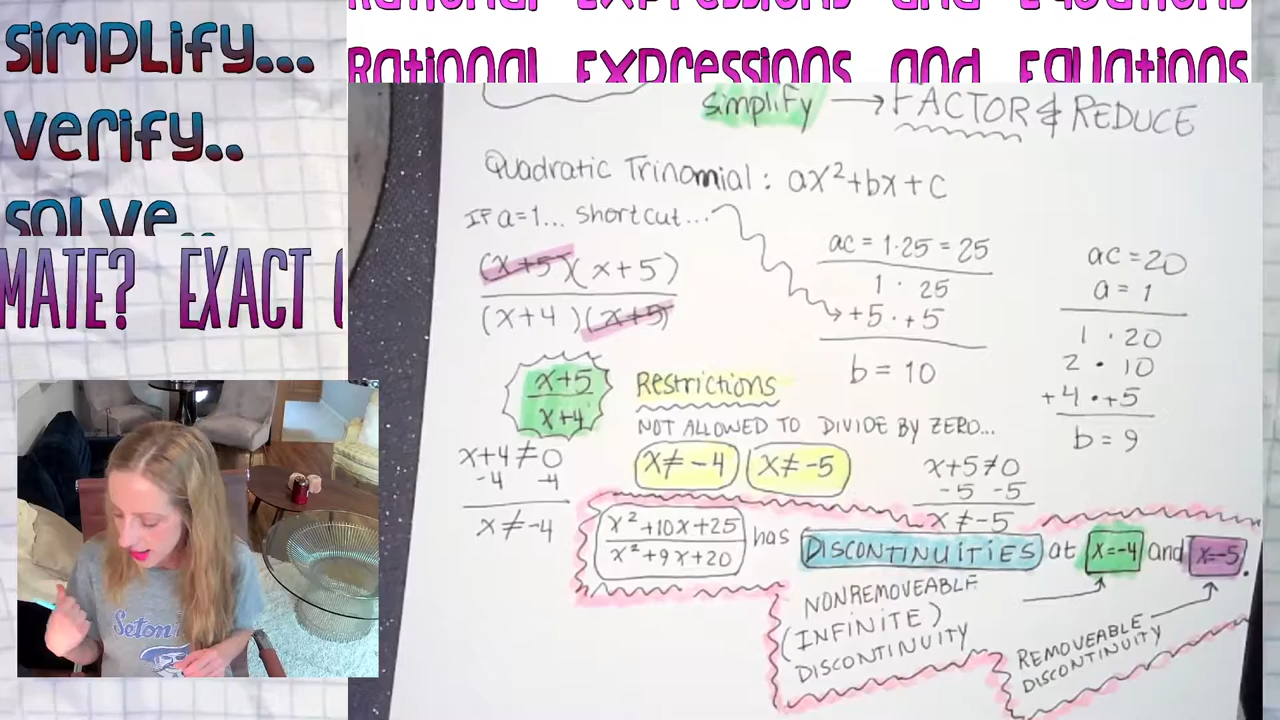 Simplify...
verify..
solve..
MATE? EXACT
Rational Expressions and Equations
Rational Expressions and Equations
simplify → FACTOR & REDUCE
Quadratic Trinomial: ax²+bx+c
IF a=1... shortcut...
(x+5)(x+5)
(x+4)(x+5)
ac = 1·25 = 25
1 · 25
+5 · +5
b = 10
ac = 20
a = 1
1 · 20
2 · 10
+4 · +5
b = 9
x+5
x+4
Restrictions
NOT ALLOWED TO DIVIDE BY ZERO...
x≠-4 x≠-5
x+4≠0
-4 -4
x≠-4
x+5≠0
-5 -5
x≠-5
x²+10x+25
x²+9x+20
has DISCONTINUITIES at x=-4 and x=-5.
NONREMOVEABLE
(INFINITE)
DISCONTINUITY
REMOVEABLE
DISCONTINUITY
Seton